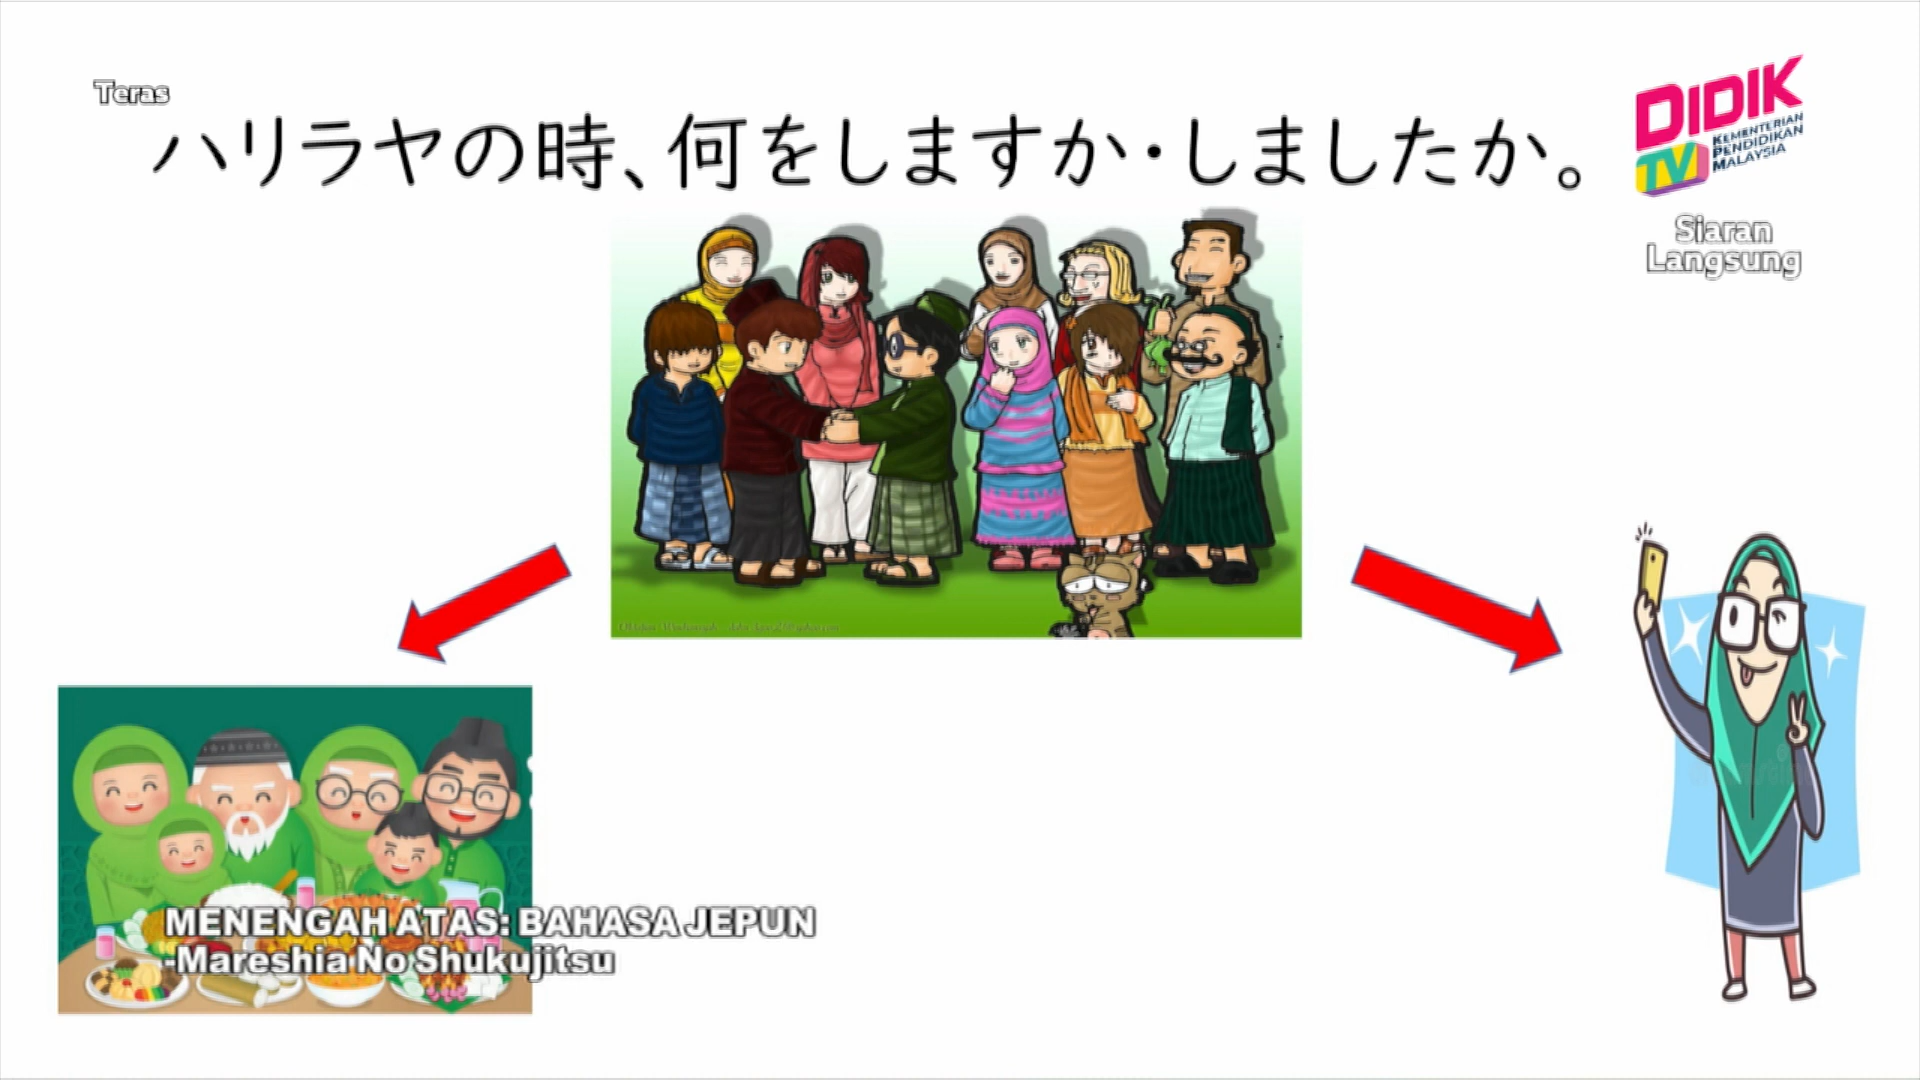 Teras
ハリラヤの時、何をしますか・しましたか。
DIDIK
TV
KEMENTERIAN
PENDIDIKAN
MALAYSIA
Siaran
Langsung
MENENGAH ATAS: BAHASA JEPUN
-Mareshia No Shukujitsu